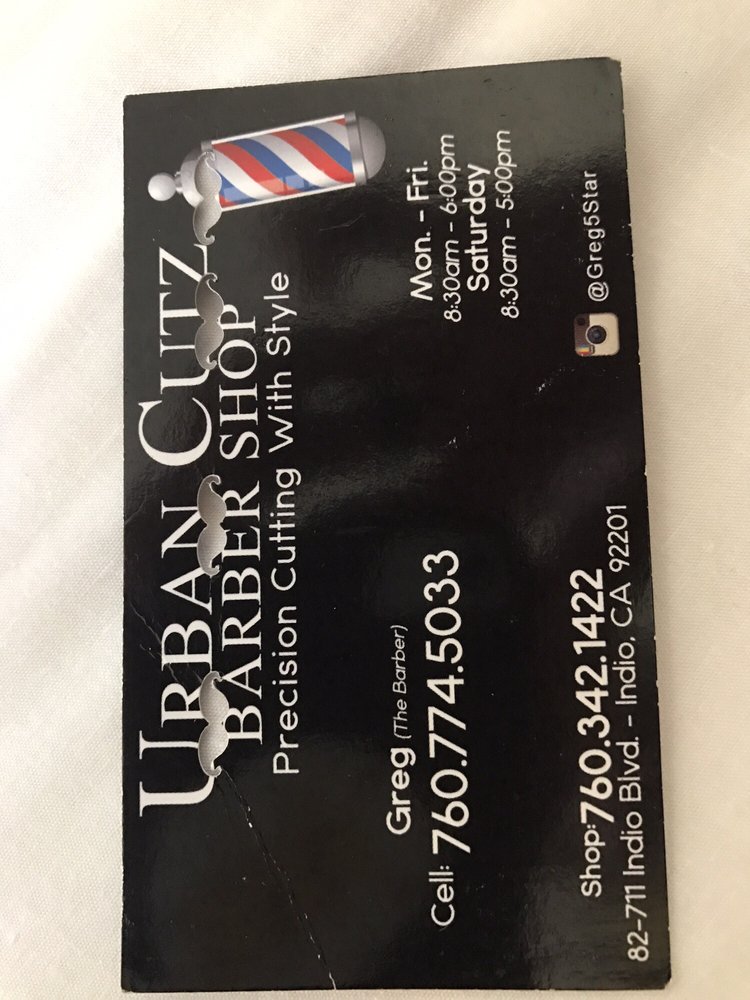 URBAN CUTZ
BARBER SHOP
Precision Cutting With Style
Mon. - Fri.
8:30am - 6:00pm
Saturday
8:30am - 5:00pm
Greg (The Barber)
Cell: 760.774.5033
@Greg5Star
Shop:760.342.1422
82-711 Indio Blvd. - Indio, CA 92201